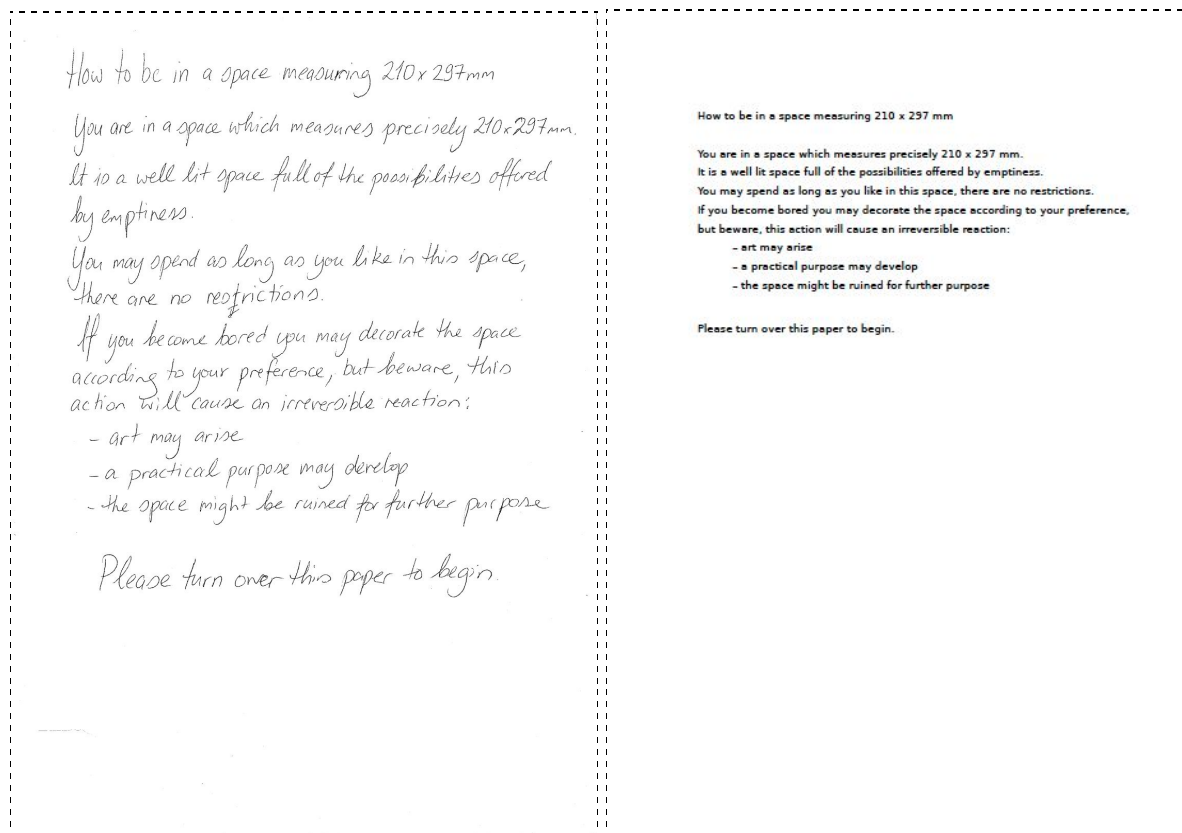 How to be in a space measuring 210 x 297mm
You are in a space which measures precisely 210x297mm.
It is a well lit space full of the possibilities offered
by emptiness.
You may spend as long as you like in this space,
there are no restrictions.
If you become bored you may decorate the space
according to your preference, but beware, this
action will cause an irreversible reaction:
- art may arise
- a practical purpose may develop
- the space might be ruined for further purpose
Please turn over this paper to begin.
How to be in a space measuring 210 x 297 mm
You are in a space which measures precisely 210 x 297 mm.
It is a well lit space full of the possibilities offered by emptiness.
You may spend as long as you like in this space, there are no restrictions.
If you become bored you may decorate the space according to your preference,
but beware, this action will cause an irreversible reaction:
– art may arise
– a practical purpose may develop
– the space might be ruined for further purpose
Please turn over this paper to begin.